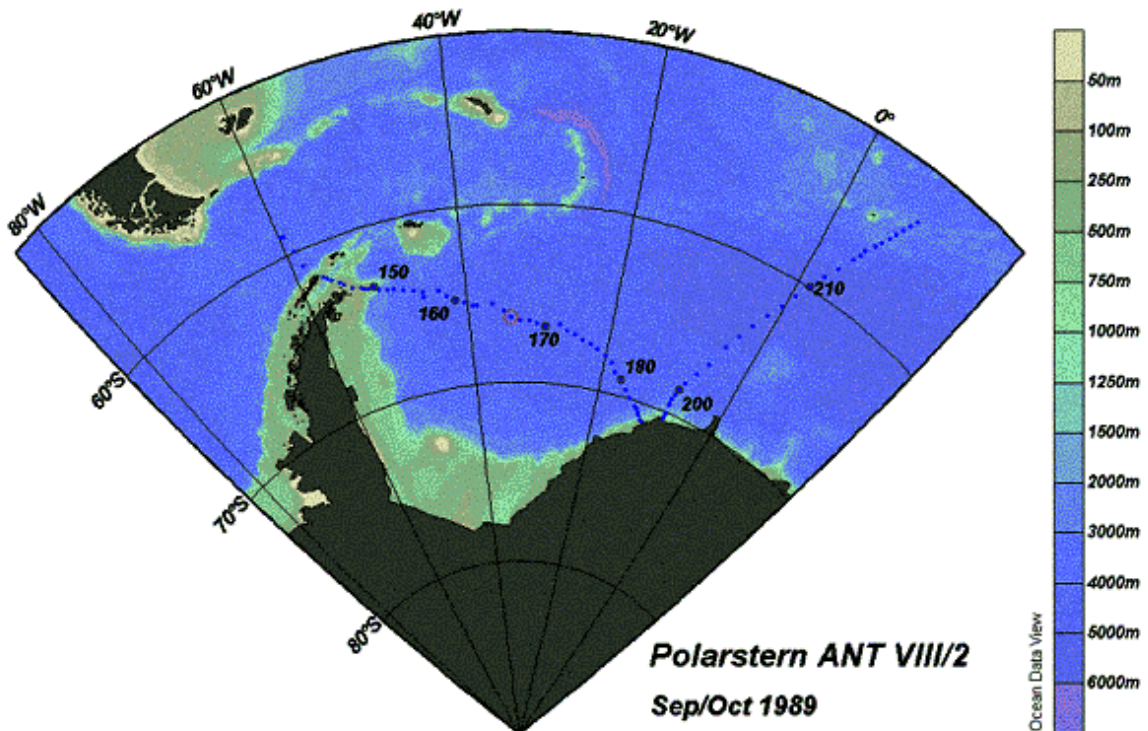 40°W
20°W
60°W
0°
80°W
60°S
70°S
80°S
150
160
170
180
200
210
50m
100m
250m
500m
750m
1000m
1250m
1500m
2000m
3000m
4000m
5000m
6000m
Polarstern ANT VIII/2
Sep/Oct 1989
Ocean Data View